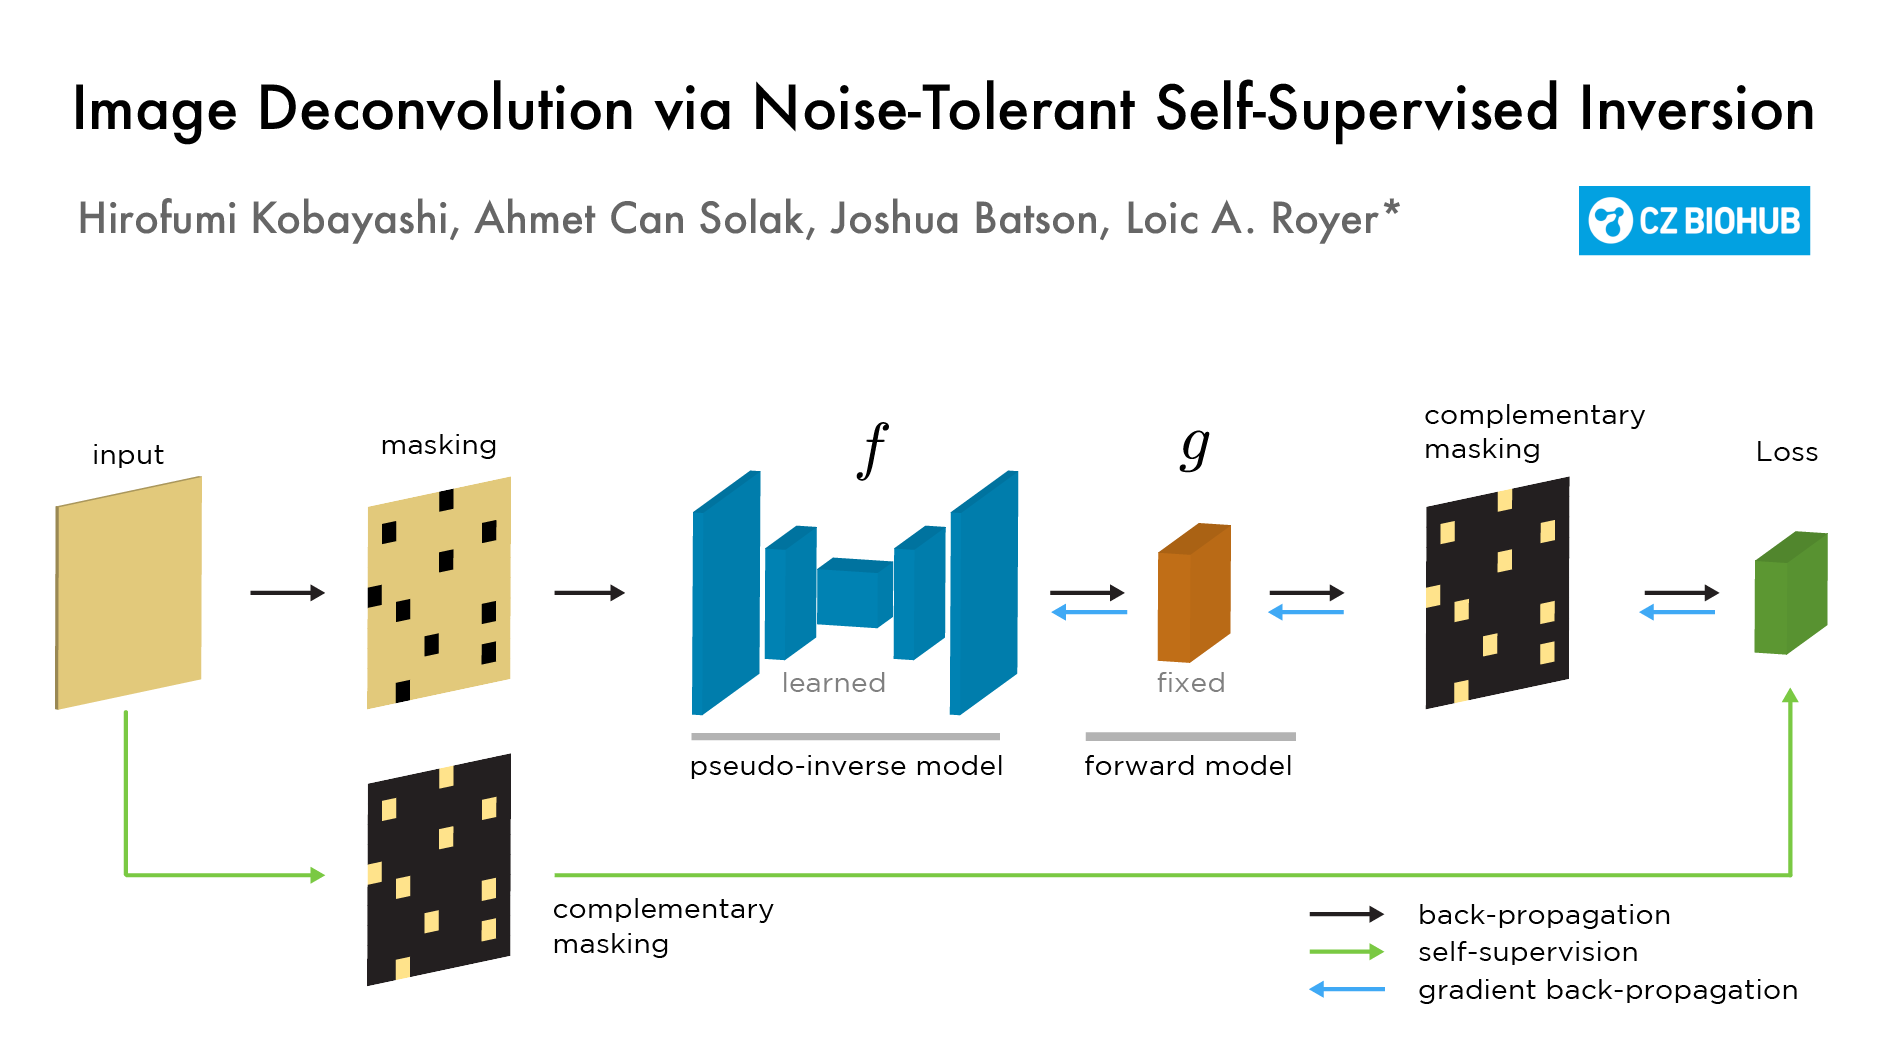 Image Deconvolution via Noise-Tolerant Self-Supervised Inversion
Hirofumi Kobayashi, Ahmet Can Solak, Joshua Batson, Loic A. Royer*
CZ BIOHUB
input
masking
f
g
complementary
masking
Loss
learned
fixed
pseudo-inverse model
forward model
complementary
masking
back-propagation
self-supervision
gradient back-propagation